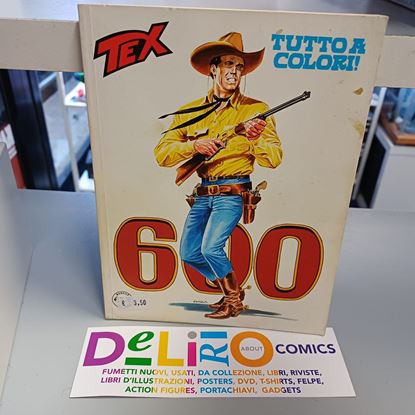 TEX
TUTTO A
COLORI!
600
€ 3,50
DeLiRiO ABOUT COMICS
FUMETTI NUOVI, USATI, DA COLLEZIONE, LIBRI, RIVISTE,
LIBRI D'ILLUSTRAZIONI, POSTERS, DVD, T-SHIRTS, FELPE,
ACTION FIGURES, PORTACHIAVI, GADGETS